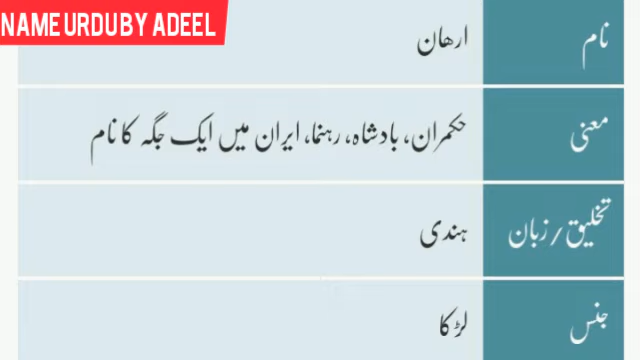 NAME URDU BY ADEEL
نام ارھان
معنی حکمران، بادشاہ، رہنما، ایران میں ایک جگہ کا نام
تخلیق/زبان ہندی
جنس لڑکا